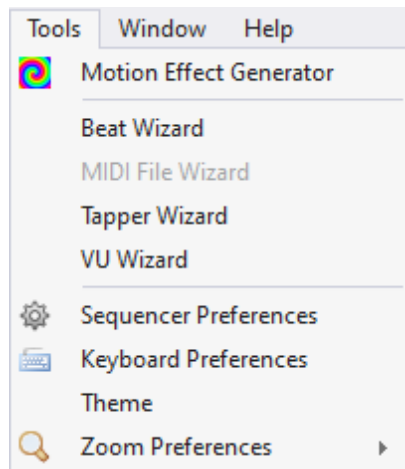 Tools Window Help
Motion Effect Generator
Beat Wizard
MIDI File Wizard
Tapper Wizard
VU Wizard
Sequencer Preferences
Keyboard Preferences
Theme
Zoom Preferences